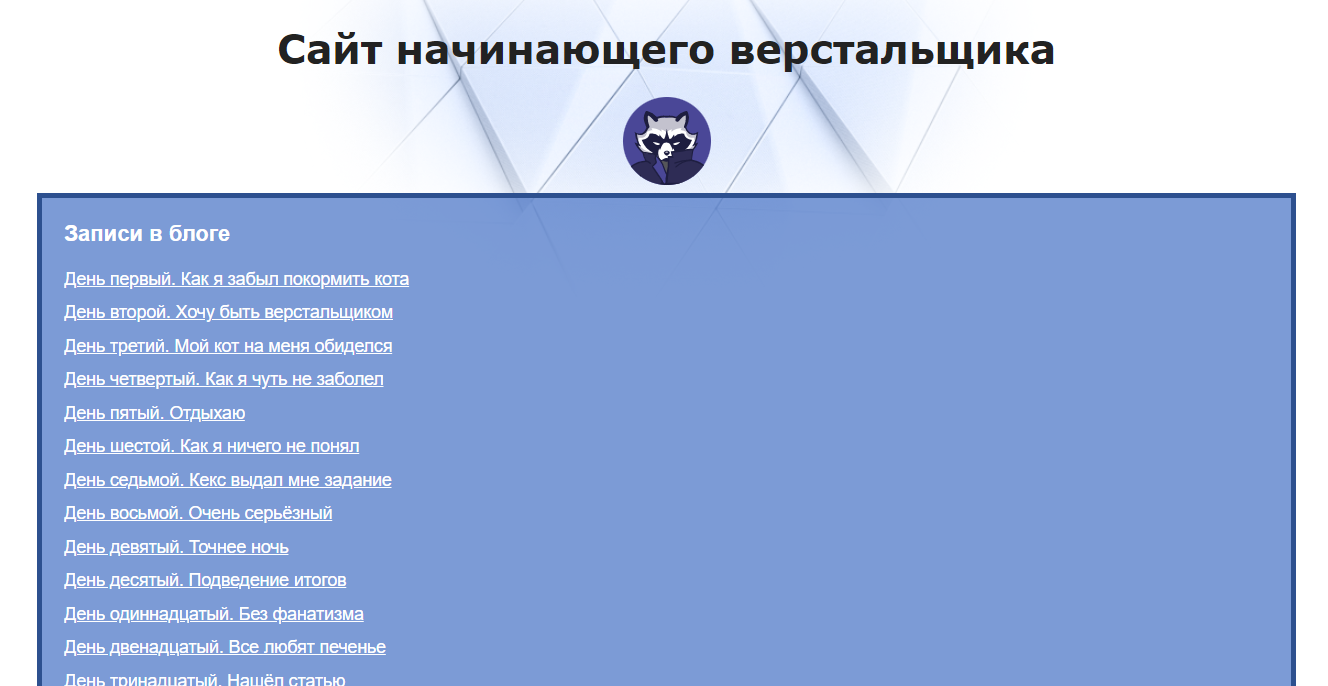 Сайт начинающего верстальщика
Записи в блоге
День первый. Как я забыл покормить кота
День второй. Хочу быть верстальщиком
День третий. Мой кот на меня обиделся
День четвертый. Как я чуть не заболел
День пятый. Отдыхаю
День шестой. Как я ничего не понял
День седьмой. Кекс выдал мне задание
День восьмой. Очень серьёзный
День девятый. Точнее ночь
День десятый. Подведение итогов
День одиннадцатый. Без фанатизма
День двенадцатый. Все любят печенье
День тринадцатый. Нашёл статью